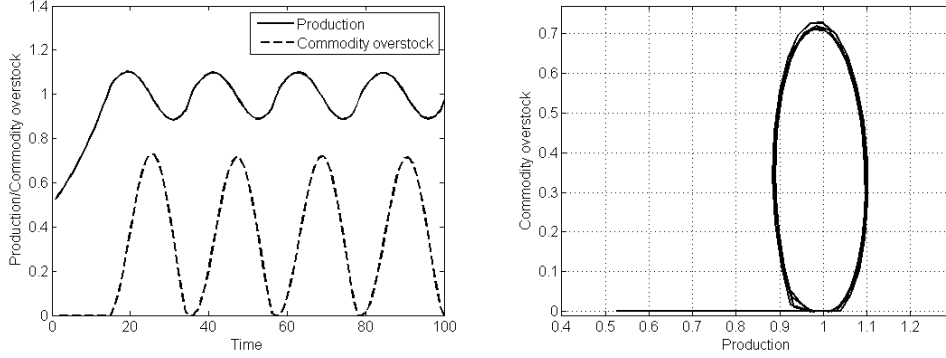 1.4
1.2
1
0.8
0.6
0.4
0.2
0
Production/Commodity overstock
Production
Commodity overstock
0 20 40 60 80 100
Time
0.7
0.6
0.5
0.4
0.3
0.2
0.1
0
Commodity overstock
0.4 0.5 0.6 0.7 0.8 0.9 1 1.1 1.2
Production